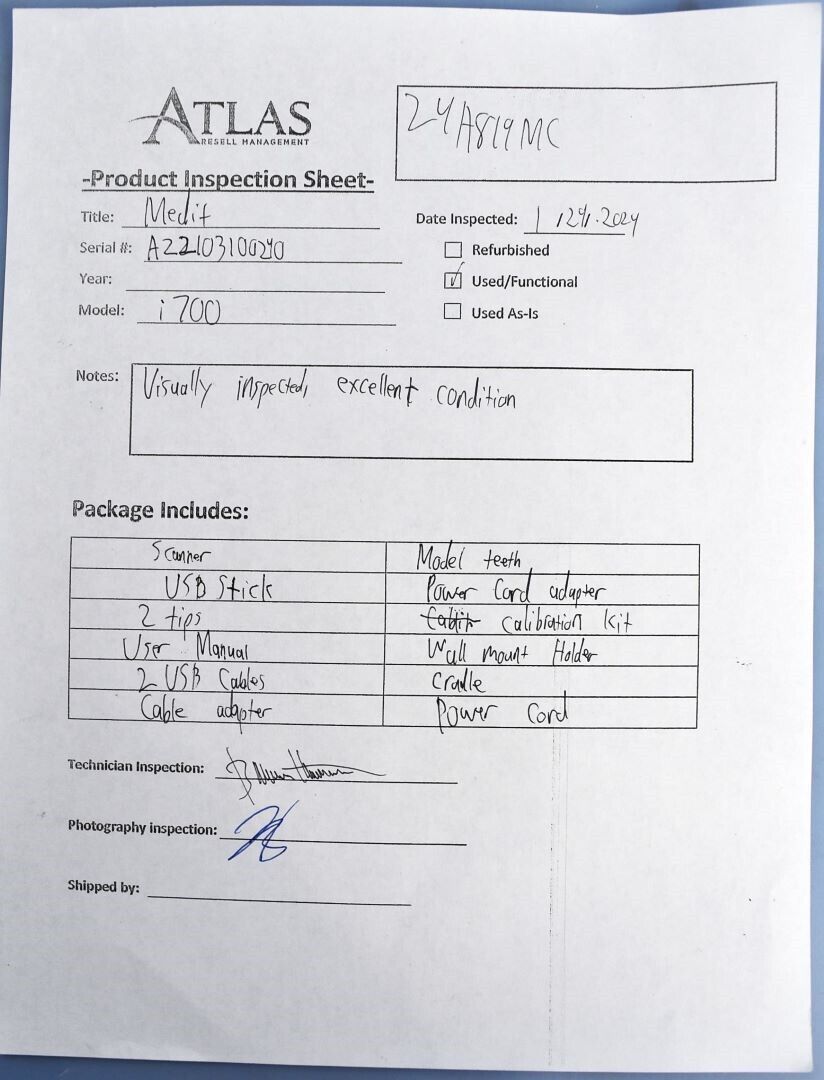 ATLAS
RESELL MANAGEMENT
24A819MC
-Product Inspection Sheet-
Title: Medit
Date Inspected:
Serial #: A22103100240
Refurbished
Year:
Used/Functional
Model: i700
Used As-Is
Notes: Visually inspected, excellent condition
Package Includes:
Scanner Model teeth
USB Stick Power Cord adapter
2 tips calibration kit
User Manual Wall mount Holder
2 USB Cables Cradle
Cable adapter Power Cord
Technician Inspection:
Photography inspection:
Shipped by: